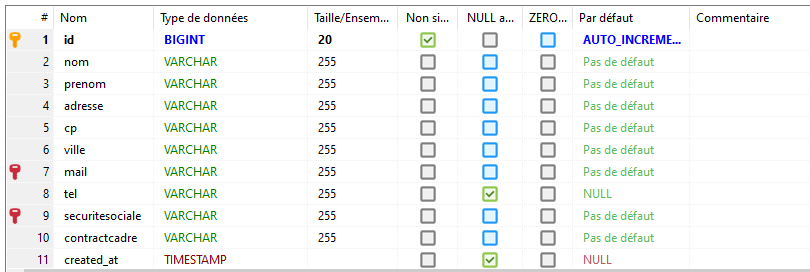 # Nom Type de données Taille/Ensem... Non si... NULL a... ZERO... Par défaut Commentaire
1 id BIGINT 20 AUTO_INCREME...
2 nom VARCHAR 255 Pas de défaut
3 prenom VARCHAR 255 Pas de défaut
4 adresse VARCHAR 255 Pas de défaut
5 cp VARCHAR 255 Pas de défaut
6 ville VARCHAR 255 Pas de défaut
7 mail VARCHAR 255 Pas de défaut
8 tel VARCHAR 255 NULL
9 securitesociale VARCHAR 255 Pas de défaut
10 contractcadre VARCHAR 255 Pas de défaut
11 created_at TIMESTAMP NULL